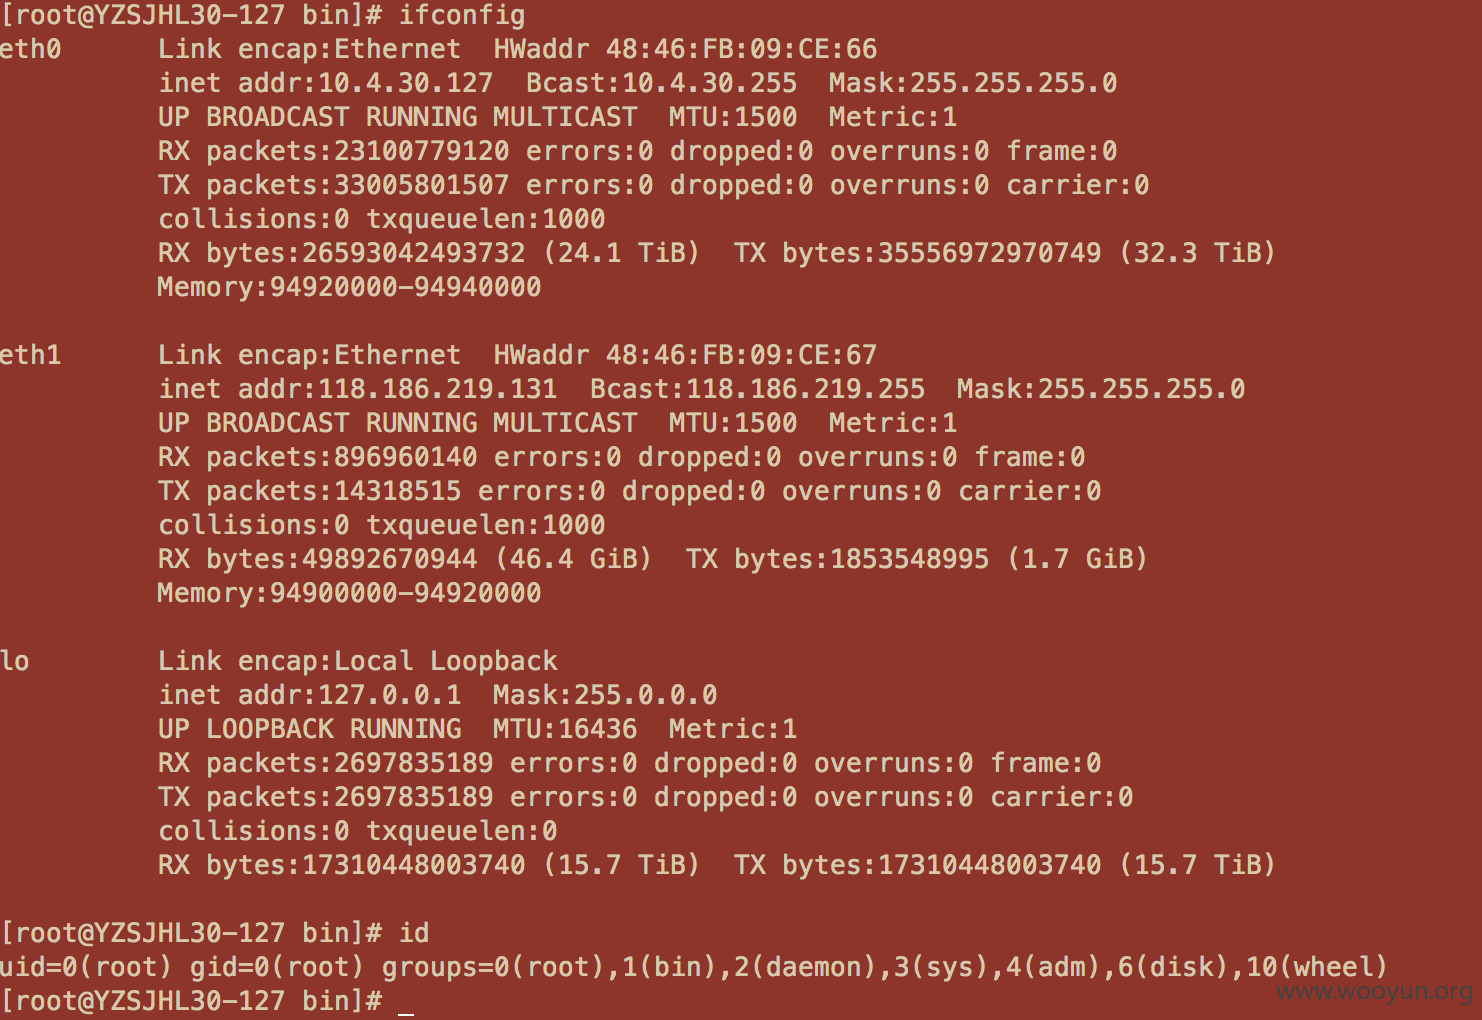 [root@YZSJHL30-127 bin]# ifconfig
eth0      Link encap:Ethernet  HWaddr 48:46:FB:09:CE:66
          inet addr:10.4.30.127  Bcast:10.4.30.255  Mask:255.255.255.0
          UP BROADCAST RUNNING MULTICAST  MTU:1500  Metric:1
          RX packets:23100779120 errors:0 dropped:0 overruns:0 frame:0
          TX packets:33005801507 errors:0 dropped:0 overruns:0 carrier:0
          collisions:0 txqueuelen:1000
          RX bytes:26593042493732 (24.1 TiB)  TX bytes:35556972970749 (32.3 TiB)
          Memory:94920000-94940000

eth1      Link encap:Ethernet  HWaddr 48:46:FB:09:CE:67
          inet addr:118.186.219.131  Bcast:118.186.219.255  Mask:255.255.255.0
          UP BROADCAST RUNNING MULTICAST  MTU:1500  Metric:1
          RX packets:896960140 errors:0 dropped:0 overruns:0 frame:0
          TX packets:14318515 errors:0 dropped:0 overruns:0 carrier:0
          collisions:0 txqueuelen:1000
          RX bytes:49892670944 (46.4 GiB)  TX bytes:1853548995 (1.7 GiB)
          Memory:94900000-94920000

lo        Link encap:Local Loopback
          inet addr:127.0.0.1  Mask:255.0.0.0
          UP LOOPBACK RUNNING  MTU:16436  Metric:1
          RX packets:2697835189 errors:0 dropped:0 overruns:0 frame:0
          TX packets:2697835189 errors:0 dropped:0 overruns:0 carrier:0
          collisions:0 txqueuelen:0
          RX bytes:17310448003740 (15.7 TiB)  TX bytes:17310448003740 (15.7 TiB)

[root@YZSJHL30-127 bin]# id
uid=0(root) gid=0(root) groups=0(root),1(bin),2(daemon),3(sys),4(adm),6(disk),10(wheel)
[root@YZSJHL30-127 bin]# _
www.wooyun.org